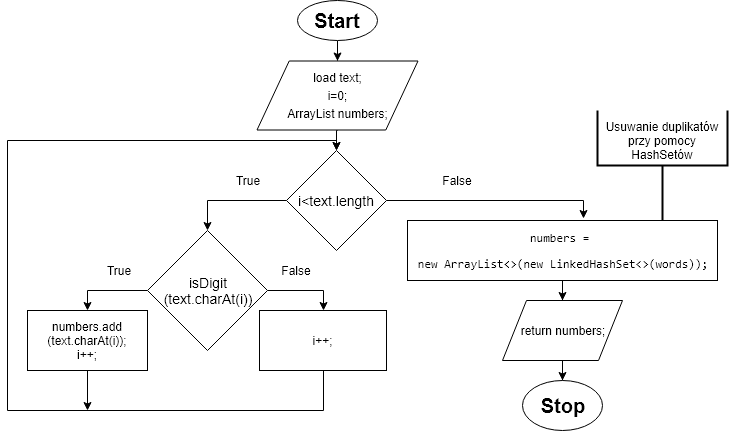 Start
load text;
i=0;
ArrayList numbers;
Usuwanie duplikatów
przy pomocy
HashSetów
True
i<text.length
False
numbers =
new ArrayList<>(new LinkedHashSet<>(words));
True
isDigit
(text.charAt(i))
False
numbers.add
(text.charAt(i));
i++;
i++;
return numbers;
Stop